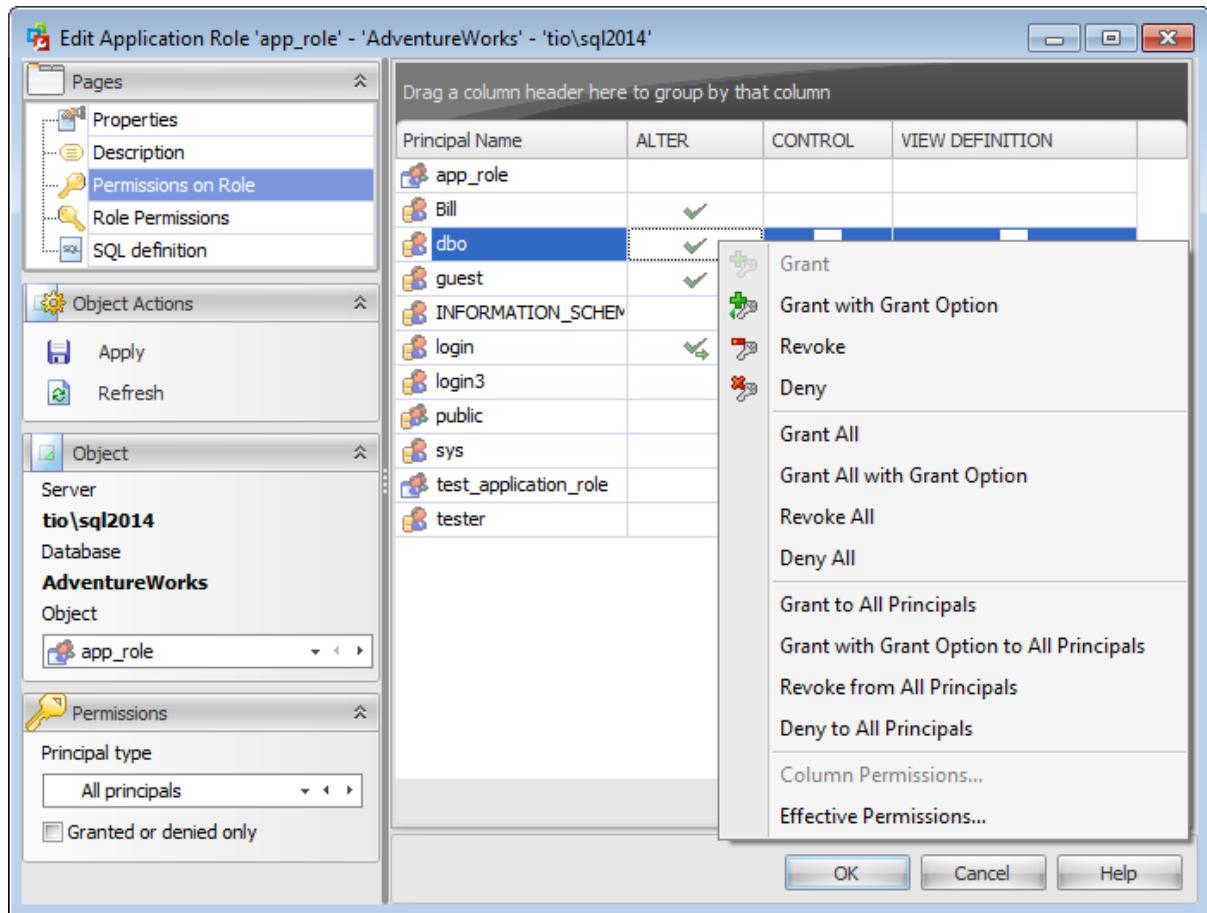 Edit Application Role 'app_role' - 'AdventureWorks' - 'tio\sql2014'
Pages
Properties
Description
Permissions on Role
Role Permissions
SQL definition
Object Actions
Apply
Refresh
Object
Server
tio\sql2014
Database
AdventureWorks
Object
app_role
Permissions
Principal type
All principals
Granted or denied only
Drag a column header here to group by that column
Principal Name ALTER CONTROL VIEW DEFINITION
app_role
Bill
dbo
guest
INFORMATION_SCHEM
login
login3
public
sys
test_application_role
tester
Grant
Grant with Grant Option
Revoke
Deny
Grant All
Grant All with Grant Option
Revoke All
Deny All
Grant to All Principals
Grant with Grant Option to All Principals
Revoke from All Principals
Deny to All Principals
Column Permissions...
Effective Permissions...
OK Cancel Help